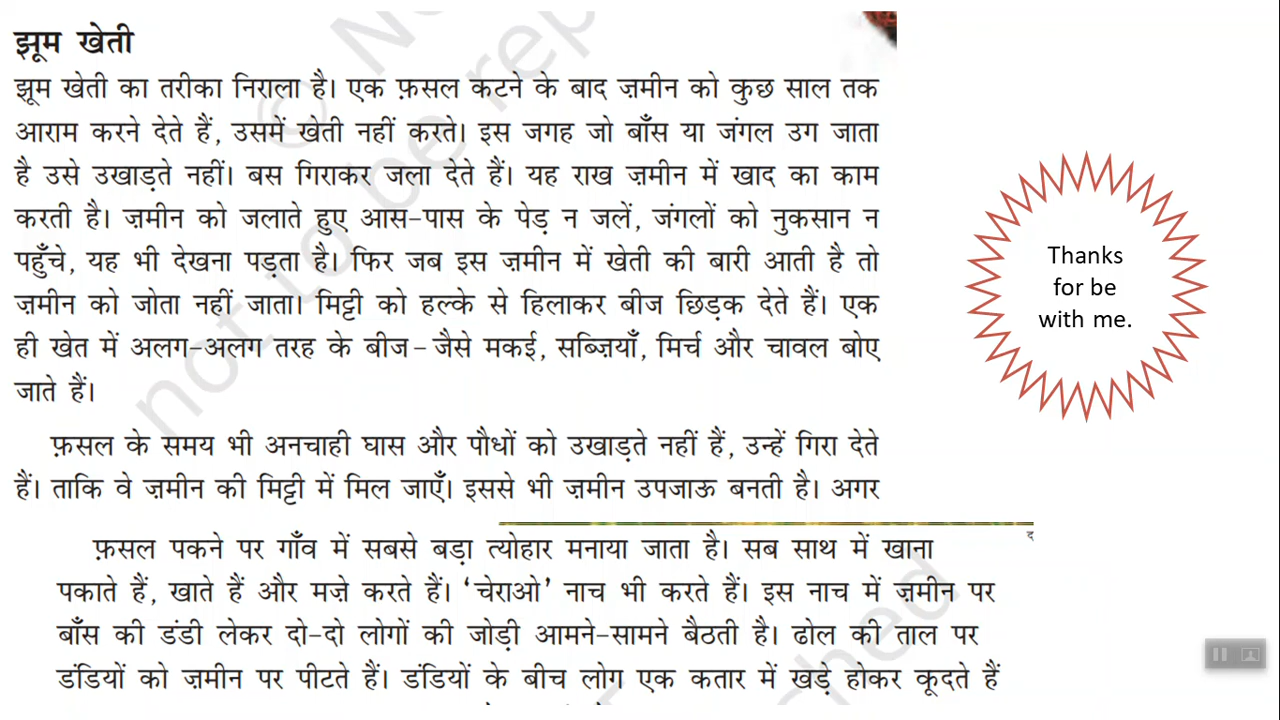 झूम खेती
झूम खेती का तरीका निराला है। एक फ़सल कटने के बाद ज़मीन को कुछ साल तक
आराम करने देते हैं, उसमें खेती नहीं करते। इस जगह जो बाँस या जंगल उग जाता
है उसे उखाड़ते नहीं। बस गिराकर जला देते हैं। यह राख ज़मीन में खाद का काम
करती है। ज़मीन को जलाते हुए आस-पास के पेड़ न जलें, जंगलों को नुकसान न
पहुँचे, यह भी देखना पड़ता है। फिर जब इस ज़मीन में खेती की बारी आती है तो
ज़मीन को जोता नहीं जाता। मिट्टी को हल्के से हिलाकर बीज छिड़क देते हैं। एक
ही खेत में अलग-अलग तरह के बीज-जैसे मकई, सब्ज़ियाँ, मिर्च और चावल बोए
जाते हैं।
फ़सल के समय भी अनचाही घास और पौधों को उखाड़ते नहीं हैं, उन्हें गिरा देते
हैं। ताकि वे ज़मीन की मिट्टी में मिल जाएँ। इससे भी ज़मीन उपजाऊ बनती है। अगर
फ़सल पकने पर गाँव में सबसे बड़ा त्योहार मनाया जाता है। सब साथ में खाना
पकाते हैं, खाते हैं और मज़े करते हैं। ‘चेराओ’ नाच भी करते हैं। इस नाच में ज़मीन पर
बाँस की डंडी लेकर दो-दो लोगों की जोड़ी आमने-सामने बैठती है। ढोल की ताल पर
डंडियों को ज़मीन पर पीटते हैं। डंडियों के बीच लोग एक कतार में खड़े होकर कूदते हैं
Thanks
for be
with me.
not to be rep